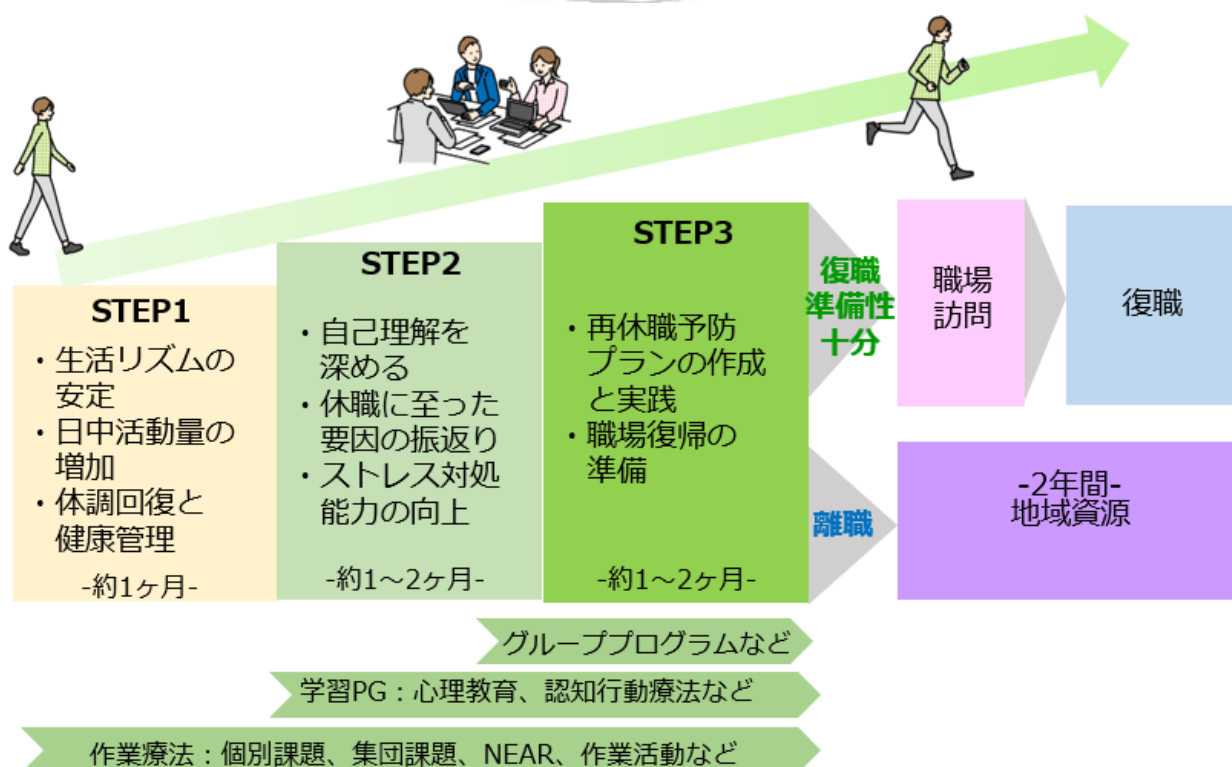 STEP1
・生活リズムの
安定
・日中活動量の
増加
・体調回復と
健康管理
-約1ヶ月-
STEP2
・自己理解を
深める
・休職に至った
要因の振返り
・ストレス対処
能力の向上
-約1～2ヶ月-
STEP3
・再休職予防
プランの作成
と実践
・職場復帰の
準備
-約1～2ヶ月-
復職
準備性
十分
職場
訪問
復職
離職
-2年間-
地域資源
グループプログラムなど
学習PG：心理教育、認知行動療法など
作業療法：個別課題、集団課題、NEAR、作業活動など